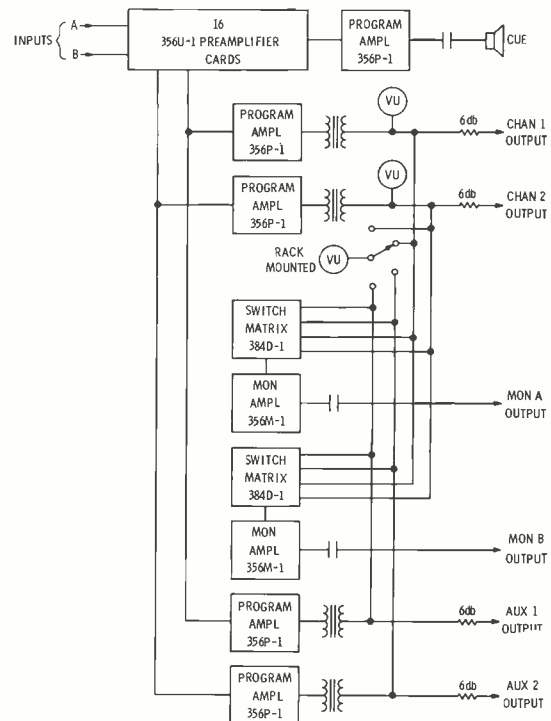 A
INPUTS
B
16
356U-1 PREAMPLIFIER
CARDS
PROGRAM
AMPL
356P-1
CUE
VU
PROGRAM
AMPL
356P-1
6db
CHAN 1
OUTPUT
VU
PROGRAM
AMPL
356P-1
6db
CHAN 2
OUTPUT
RACK
MOUNTED
VU
SWITCH
MATRIX
384D-1
MON
AMPL
356M-1
MON A
OUTPUT
SWITCH
MATRIX
384D-1
MON
AMPL
356M-1
MON B
OUTPUT
PROGRAM
AMPL
356P-1
6db
AUX 1
OUTPUT
PROGRAM
AMPL
356P-1
6db
AUX 2
OUTPUT